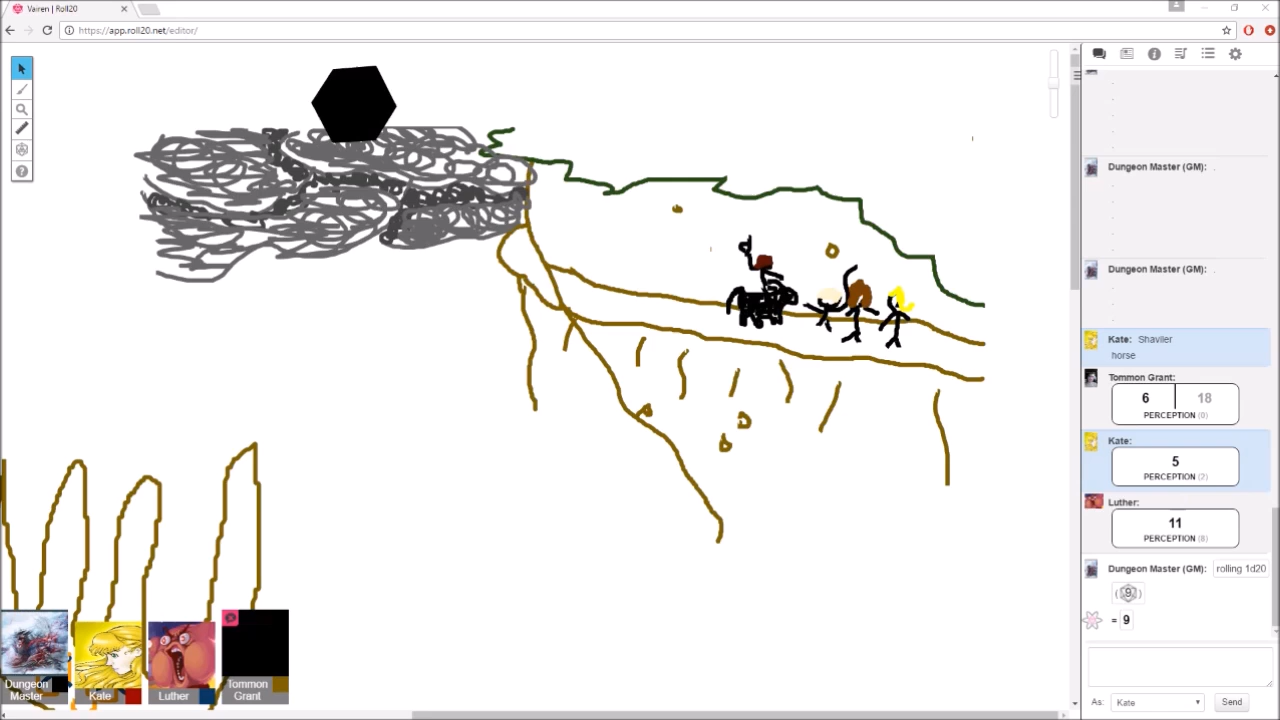 Vairen | Roll20
https://app.roll20.net/editor/
Dungeon Master (GM):
Dungeon Master (GM):
Kate: Shaviler
horse
Tommon Grant:
6 18
PERCEPTION (0)
Kate:
5
PERCEPTION (2)
Luther:
11
PERCEPTION (8)
Dungeon Master (GM): rolling 1d20
(9)
= 9
Dungeon Master
Kate
Luther
Tommon Grant
As: Kate Send